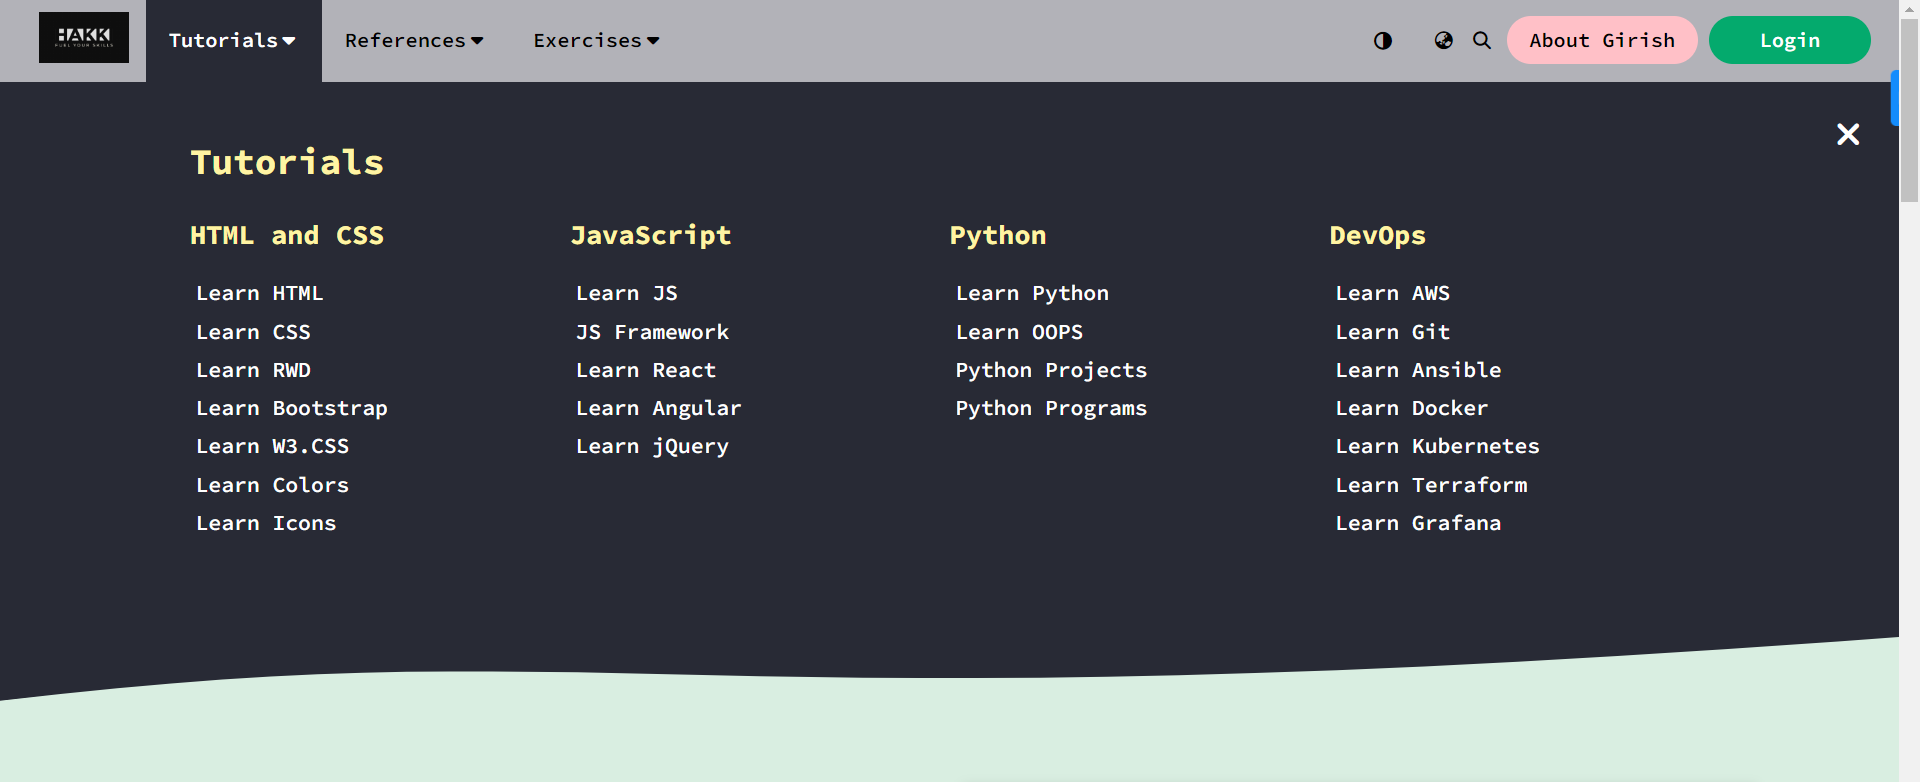 HAKK
FUEL YOUR SKILLS
Tutorials
References
Exercises
About Girish
Login
Tutorials
HTML and CSS
Learn HTML
Learn CSS
Learn RWD
Learn Bootstrap
Learn W3.CSS
Learn Colors
Learn Icons
JavaScript
Learn JS
JS Framework
Learn React
Learn Angular
Learn jQuery
Python
Learn Python
Learn OOPS
Python Projects
Python Programs
DevOps
Learn AWS
Learn Git
Learn Ansible
Learn Docker
Learn Kubernetes
Learn Terraform
Learn Grafana